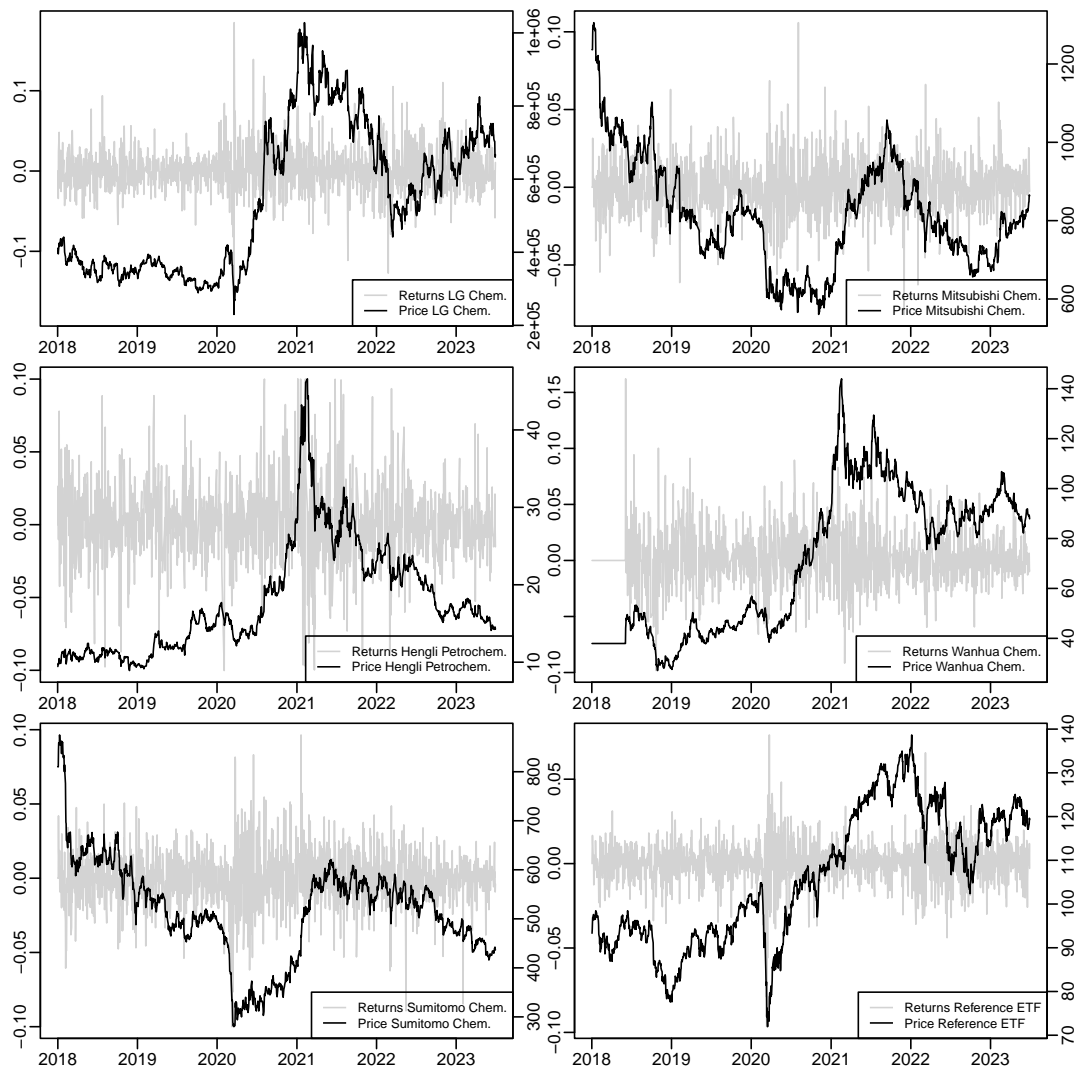 0.1
0.0
−0.1
1e+06
8e+05
6e+05
4e+05
2e+05
Returns LG Chem.
Price LG Chem.
2018 2019 2020 2021 2022 2023
0.10
0.05
0.00
−0.05
1200
1000
800
600
Returns Mitsubishi Chem.
Price Mitsubishi Chem.
2018 2019 2020 2021 2022 2023
0.10
0.05
0.00
−0.05
−0.10
40
30
20
10
Returns Hengli Petrochem.
Price Hengli Petrochem.
2018 2019 2020 2021 2022 2023
0.15
0.10
0.05
0.00
−0.10
140
120
100
80
60
40
Returns Wanhua Chem.
Price Wanhua Chem.
2018 2019 2020 2021 2022 2023
0.10
0.05
0.00
−0.05
−0.10
800
700
600
500
400
300
Returns Sumitomo Chem.
Price Sumitomo Chem.
2018 2019 2020 2021 2022 2023
0.05
0.00
−0.05
−0.10
140
130
120
110
100
90
80
70
Returns Reference ETF
Price Reference ETF
2018 2019 2020 2021 2022 2023